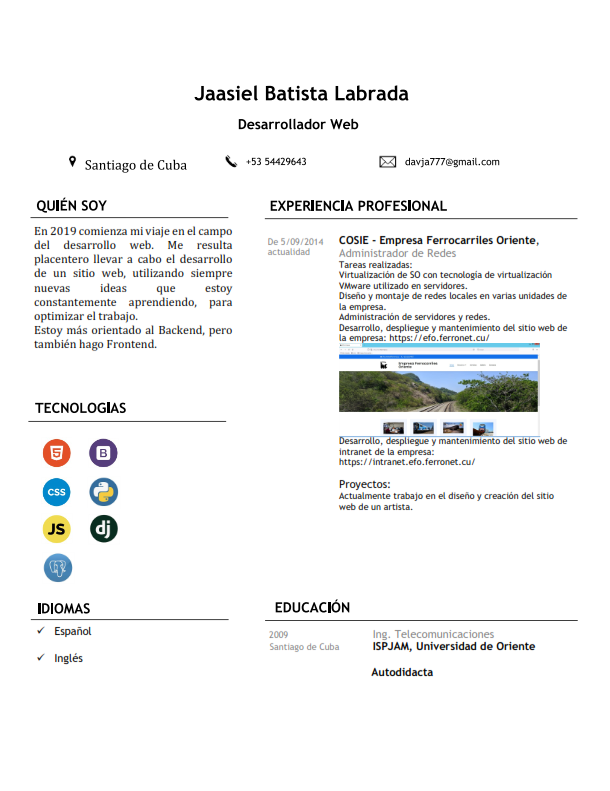 Jaasiel Batista Labrada
Desarrollador Web
Santiago de Cuba
+53 54429643
davja777@gmail.com
QUIÉN SOY
En 2019 comienza mi viaje en el campo
del desarrollo web. Me resulta
placentero llevar a cabo el desarrollo
de un sitio web, utilizando siempre
nuevas ideas que estoy
constantemente aprendiendo, para
optimizar el trabajo.
Estoy más orientado al Backend, pero
también hago Frontend.
TECNOLOGIAS
5
B
CSS
JS
dj
IDIOMAS
✓ Español
✓ Inglés
EXPERIENCIA PROFESIONAL
De 5/09/2014
actualidad
COSIE - Empresa Ferrocarriles Oriente,
Administrador de Redes
Tareas realizadas:
Virtualización de SO con tecnología de virtualización
VMware utilizado en servidores.
Diseño y montaje de redes locales en varias unidades de
la empresa.
Administración de servidores y redes.
Desarrollo, despliegue y mantenimiento del sitio web de
la empresa: https://efo.ferronet.cu/
Empresa Ferrocarriles
Oriente
Desarrollo, despliegue y mantenimiento del sitio web de
intranet de la empresa:
https://intranet.efo.ferronet.cu/
Proyectos:
Actualmente trabajo en el diseño y creación del sitio
web de un artista.
EDUCACIÓN
2009
Santiago de Cuba
Ing. Telecomunicaciones
ISPJAM, Universidad de Oriente
Autodidacta